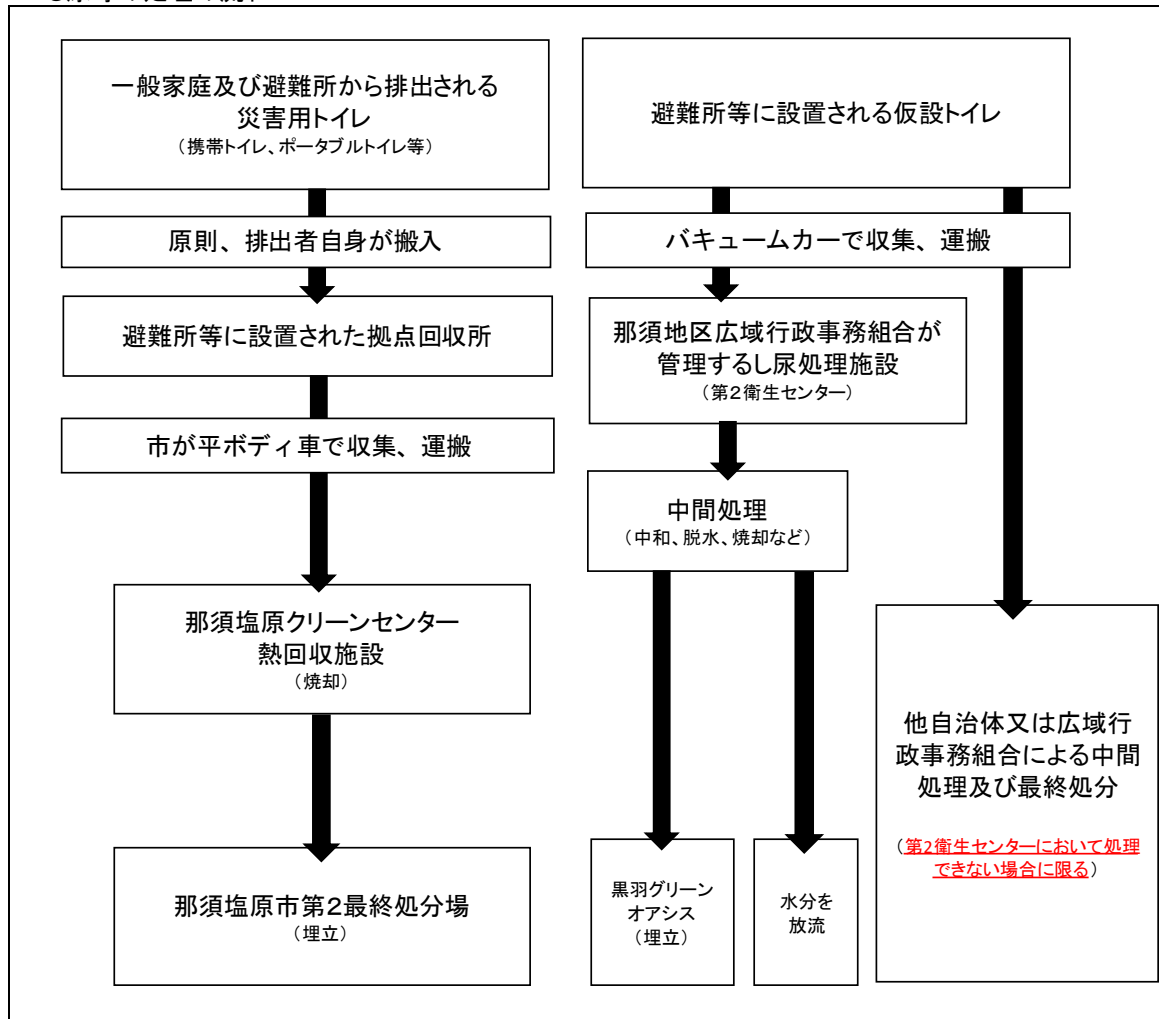 一般家庭及び避難所から排出される
災害用トイレ
（携帯トイレ、ポータブルトイレ等）
原則、排出者自身が搬入
避難所等に設置された拠点回収所
市が平ボディ車で収集、運搬
那須塩原クリーンセンター
熱回収施設
（焼却）
那須塩原市第２最終処分場
（埋立）
避難所等に設置される仮設トイレ
バキュームカーで収集、運搬
那須地区広域行政事務組合が
管理するし尿処理施設
（第２衛生センター）
中間処理
（中和、脱水、焼却など）
黒羽グリーン
オアシス
（埋立）
水分を
放流
他自治体又は広域行
政事務組合による中間
処理及び最終処分
（第2衛生センターにおいて処理
できない場合に限る）